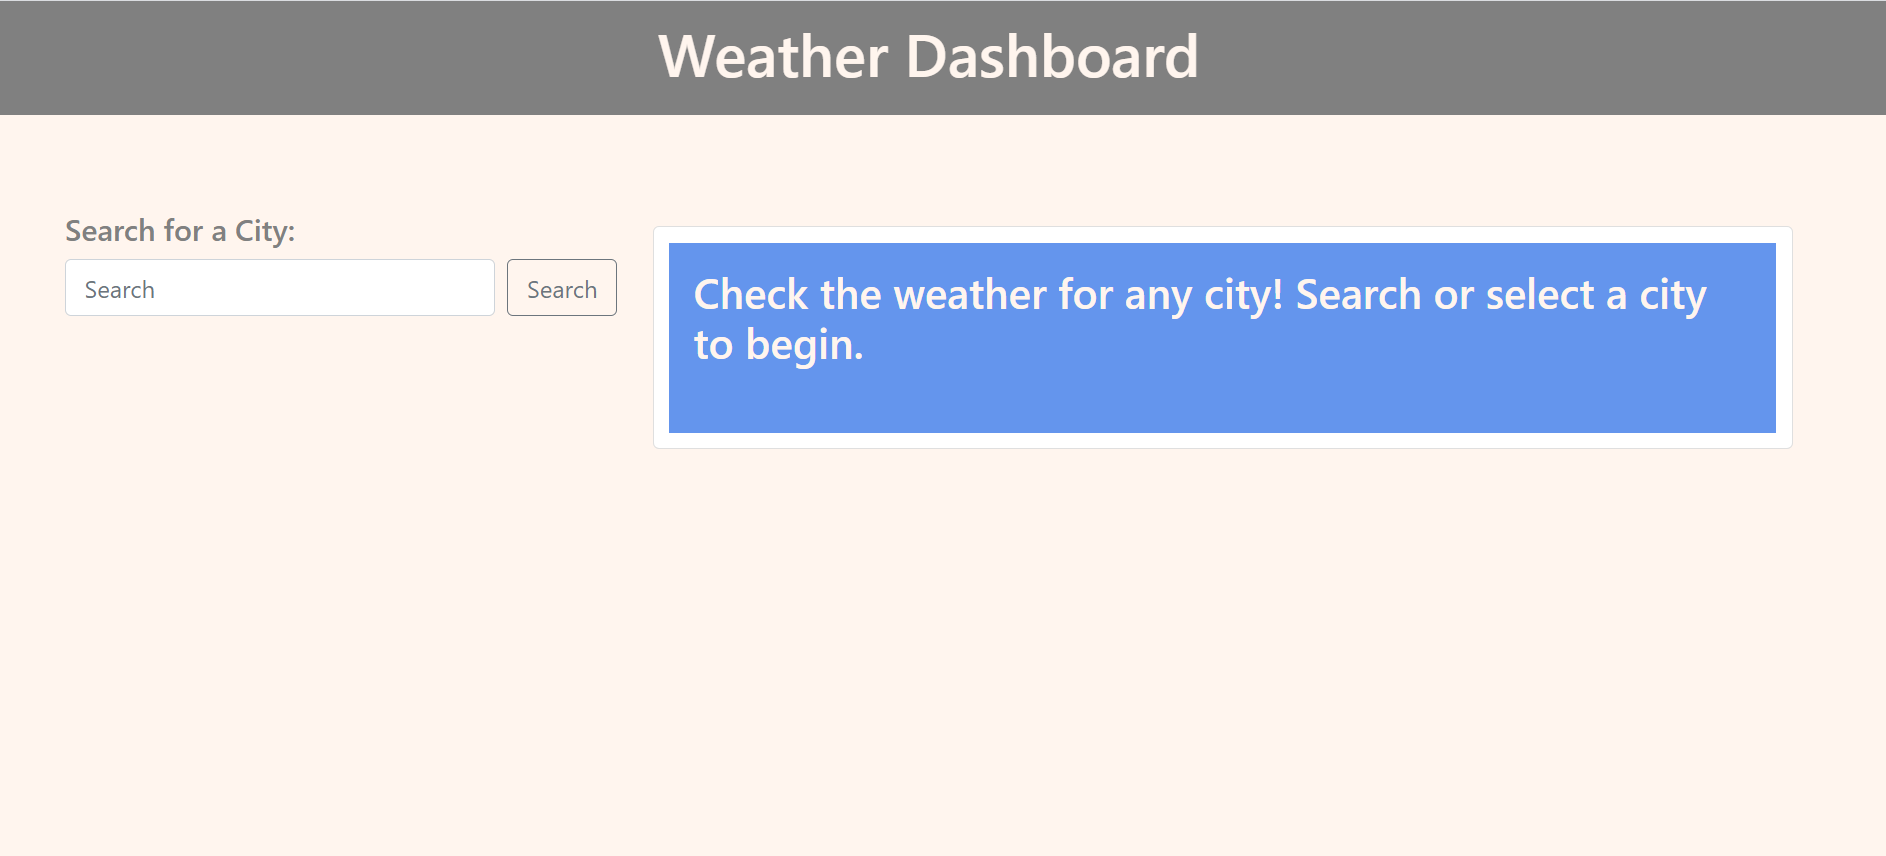 Weather Dashboard
Search for a City:
Search
Search
Check the weather for any city! Search or select a city
to begin.